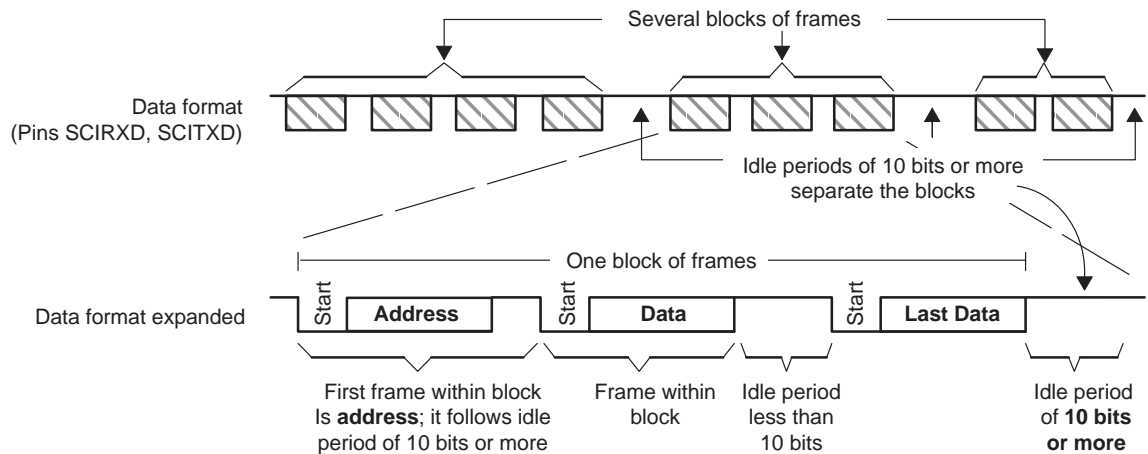 Several blocks of frames
Data format
(Pins SCIRXD, SCITXD)
Idle periods of 10 bits or more
separate the blocks
One block of frames
Data format expanded
Start
Address
Start
Data
Start
Last Data
First frame within block
Is address; it follows idle
period of 10 bits or more
Frame within
block
Idle period
less than
10 bits
Idle period
of 10 bits
or more